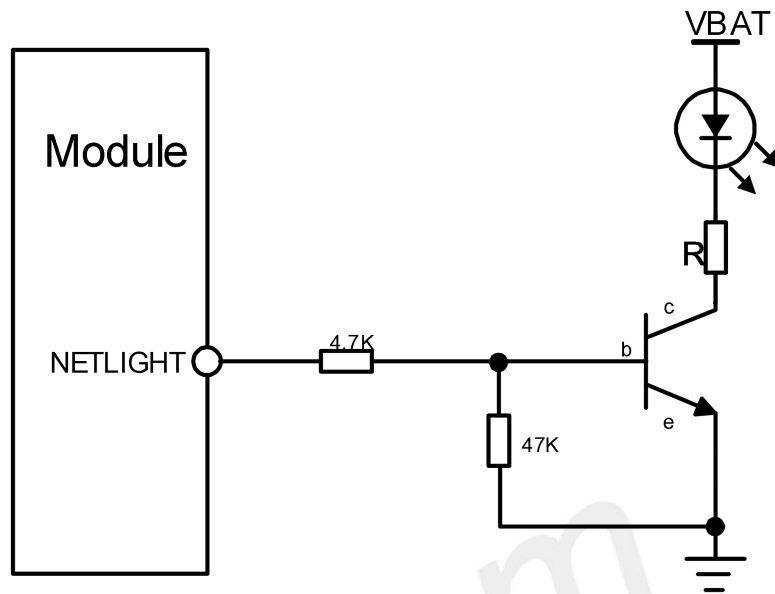 VBAT
Module
R
c
4.7K
b
NETLIGHT
e
47K
m